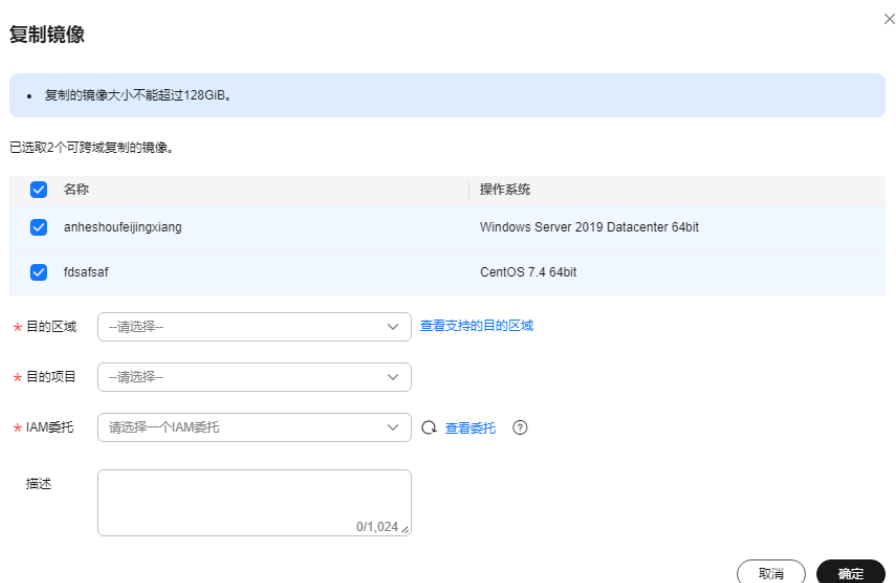 复制镜像
• 复制的镜像大小不能超过128GiB。
已选取2个可跨域复制的镜像。
名称 操作系统
anheshoufeijingxiang Windows Server 2019 Datacenter 64bit
fdsafsaf CentOS 7.4 64bit
* 目的区域 --请选择-- 查看支持的目的区域
* 目的项目 --请选择--
* IAM委托 请选择一个IAM委托 查看委托 ?
描述
0/1,024
取消 确定